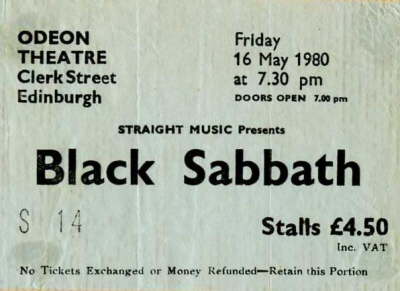 ODEON
THEATRE
Clerk Street
Edinburgh
Friday
16 May 1980
at 7.30 pm
DOORS OPEN 7.00 pm
STRAIGHT MUSIC Presents
Black Sabbath
S 14
Stalls £4.50
Inc. VAT
No Tickets Exchanged or Money Refunded—Retain this Portion